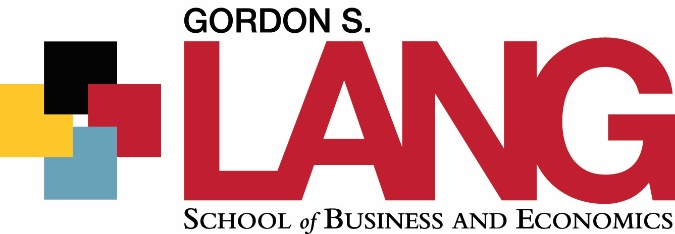 GORDON S.
LANG
SCHOOL of BUSINESS AND ECONOMICS